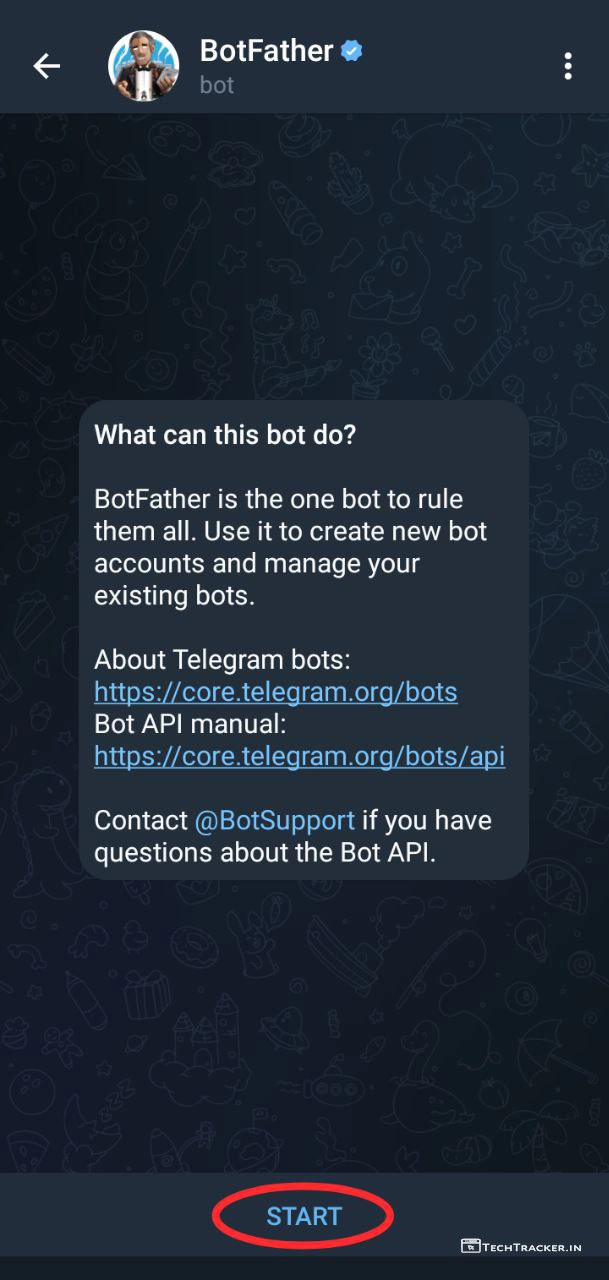 BotFather
bot
What can this bot do?
BotFather is the one bot to rule
them all. Use it to create new bot
accounts and manage your
existing bots.
About Telegram bots:
https://core.telegram.org/bots
Bot API manual:
https://core.telegram.org/bots/api
Contact @BotSupport if you have
questions about the Bot API.
START
TECHTRACKER.IN